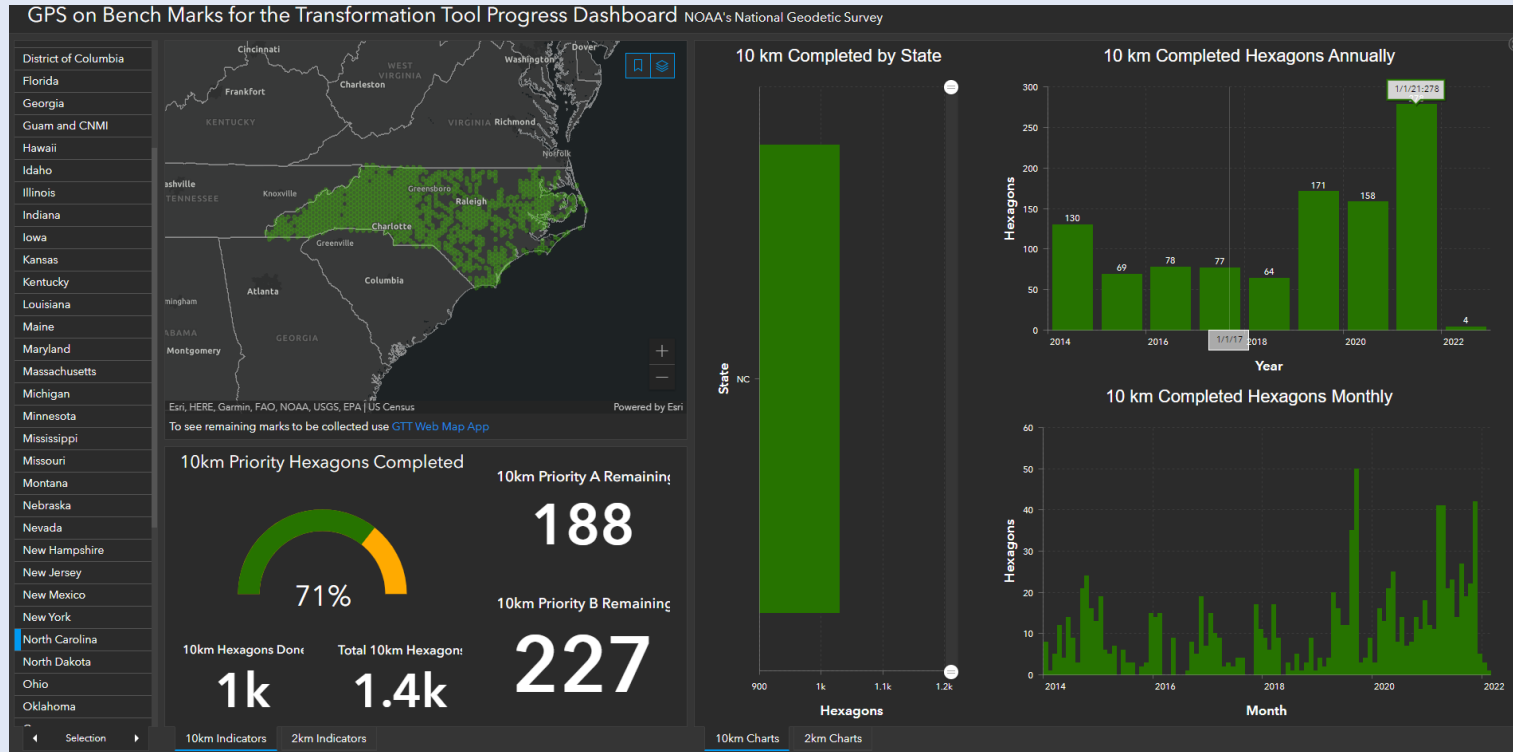 GPS on Bench Marks for the Transformation Tool Progress Dashboard NOAA's National Geodetic Survey
District of Columbia
Florida
Georgia
Guam and CNMI
Hawaii
Idaho
Illinois
Indiana
Iowa
Kansas
Kentucky
Louisiana
Maine
Maryland
Massachusetts
Michigan
Minnesota
Mississippi
Missouri
Montana
Nebraska
Nevada
New Hampshire
New Jersey
New Mexico
New York
North Carolina
North Dakota
Ohio
Oklahoma
Selection
Cincinnati
WEST
VIRGINIA
Washington
Dover
Frankfort
Charleston
KENTUCKY
VIRGINIA Richmond
Norfolk
ashville
TENNESSEE
Knoxville
Greensboro
Raleigh
Charlotte
Greenville
Columbia
Atlanta
mingham
ABAMA
GEORGIA
Montgomery
+
−
Esri, HERE, Garmin, FAO, NOAA, USGS, EPA | US Census
Powered by Esri
To see remaining marks to be collected use GTT Web Map App
10km Priority Hexagons Completed
71%
10km Hexagons Done
1k
Total 10km Hexagons
1.4k
10km Priority A Remaining
188
10km Priority B Remaining
227
10km Indicators
2km Indicators
10 km Completed by State
State
NC
900
1k
1.1k
1.2k
Hexagons
10km Charts
2km Charts
10 km Completed Hexagons Annually
Hexagons
300
250
200
150
100
50
0
130
69
78
77
64
171
158
1/1/21:278
4
2014
2016
1/1/17
2018
2020
2022
Year
10 km Completed Hexagons Monthly
Hexagons
60
50
40
30
20
10
0
2014
2016
2018
2020
2022
Month